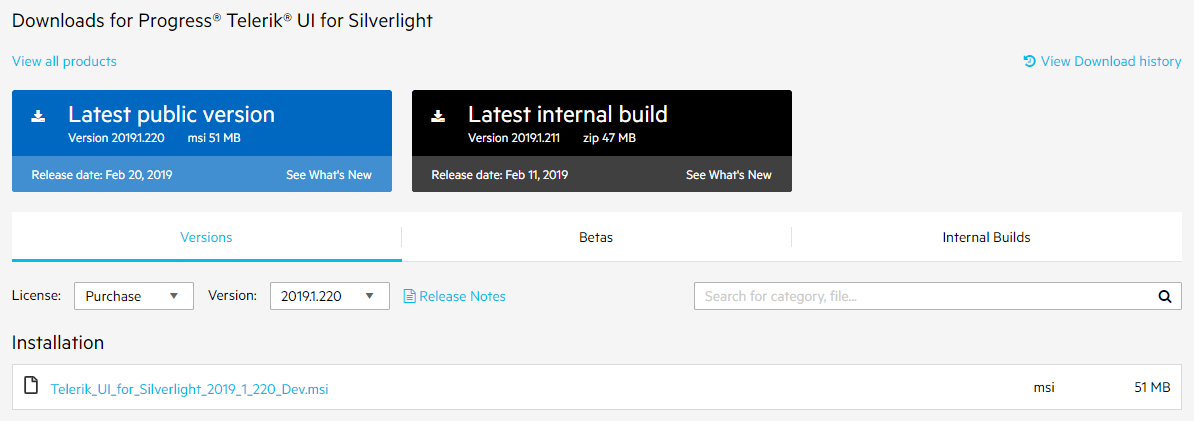 Downloads for Progress® Telerik® UI for Silverlight
View all products
View Download history
Latest public version
Version 2019.1.220 msi 51 MB
Release date: Feb 20, 2019 See What's New
Latest internal build
Version 2019.1.211 zip 47 MB
Release date: Feb 11, 2019 See What's New
Versions Betas Internal Builds
License: Purchase Version: 2019.1.220 Release Notes Search for category, file...
Installation
Telerik_UI_for_Silverlight_2019_1_220_Dev.msi msi 51 MB